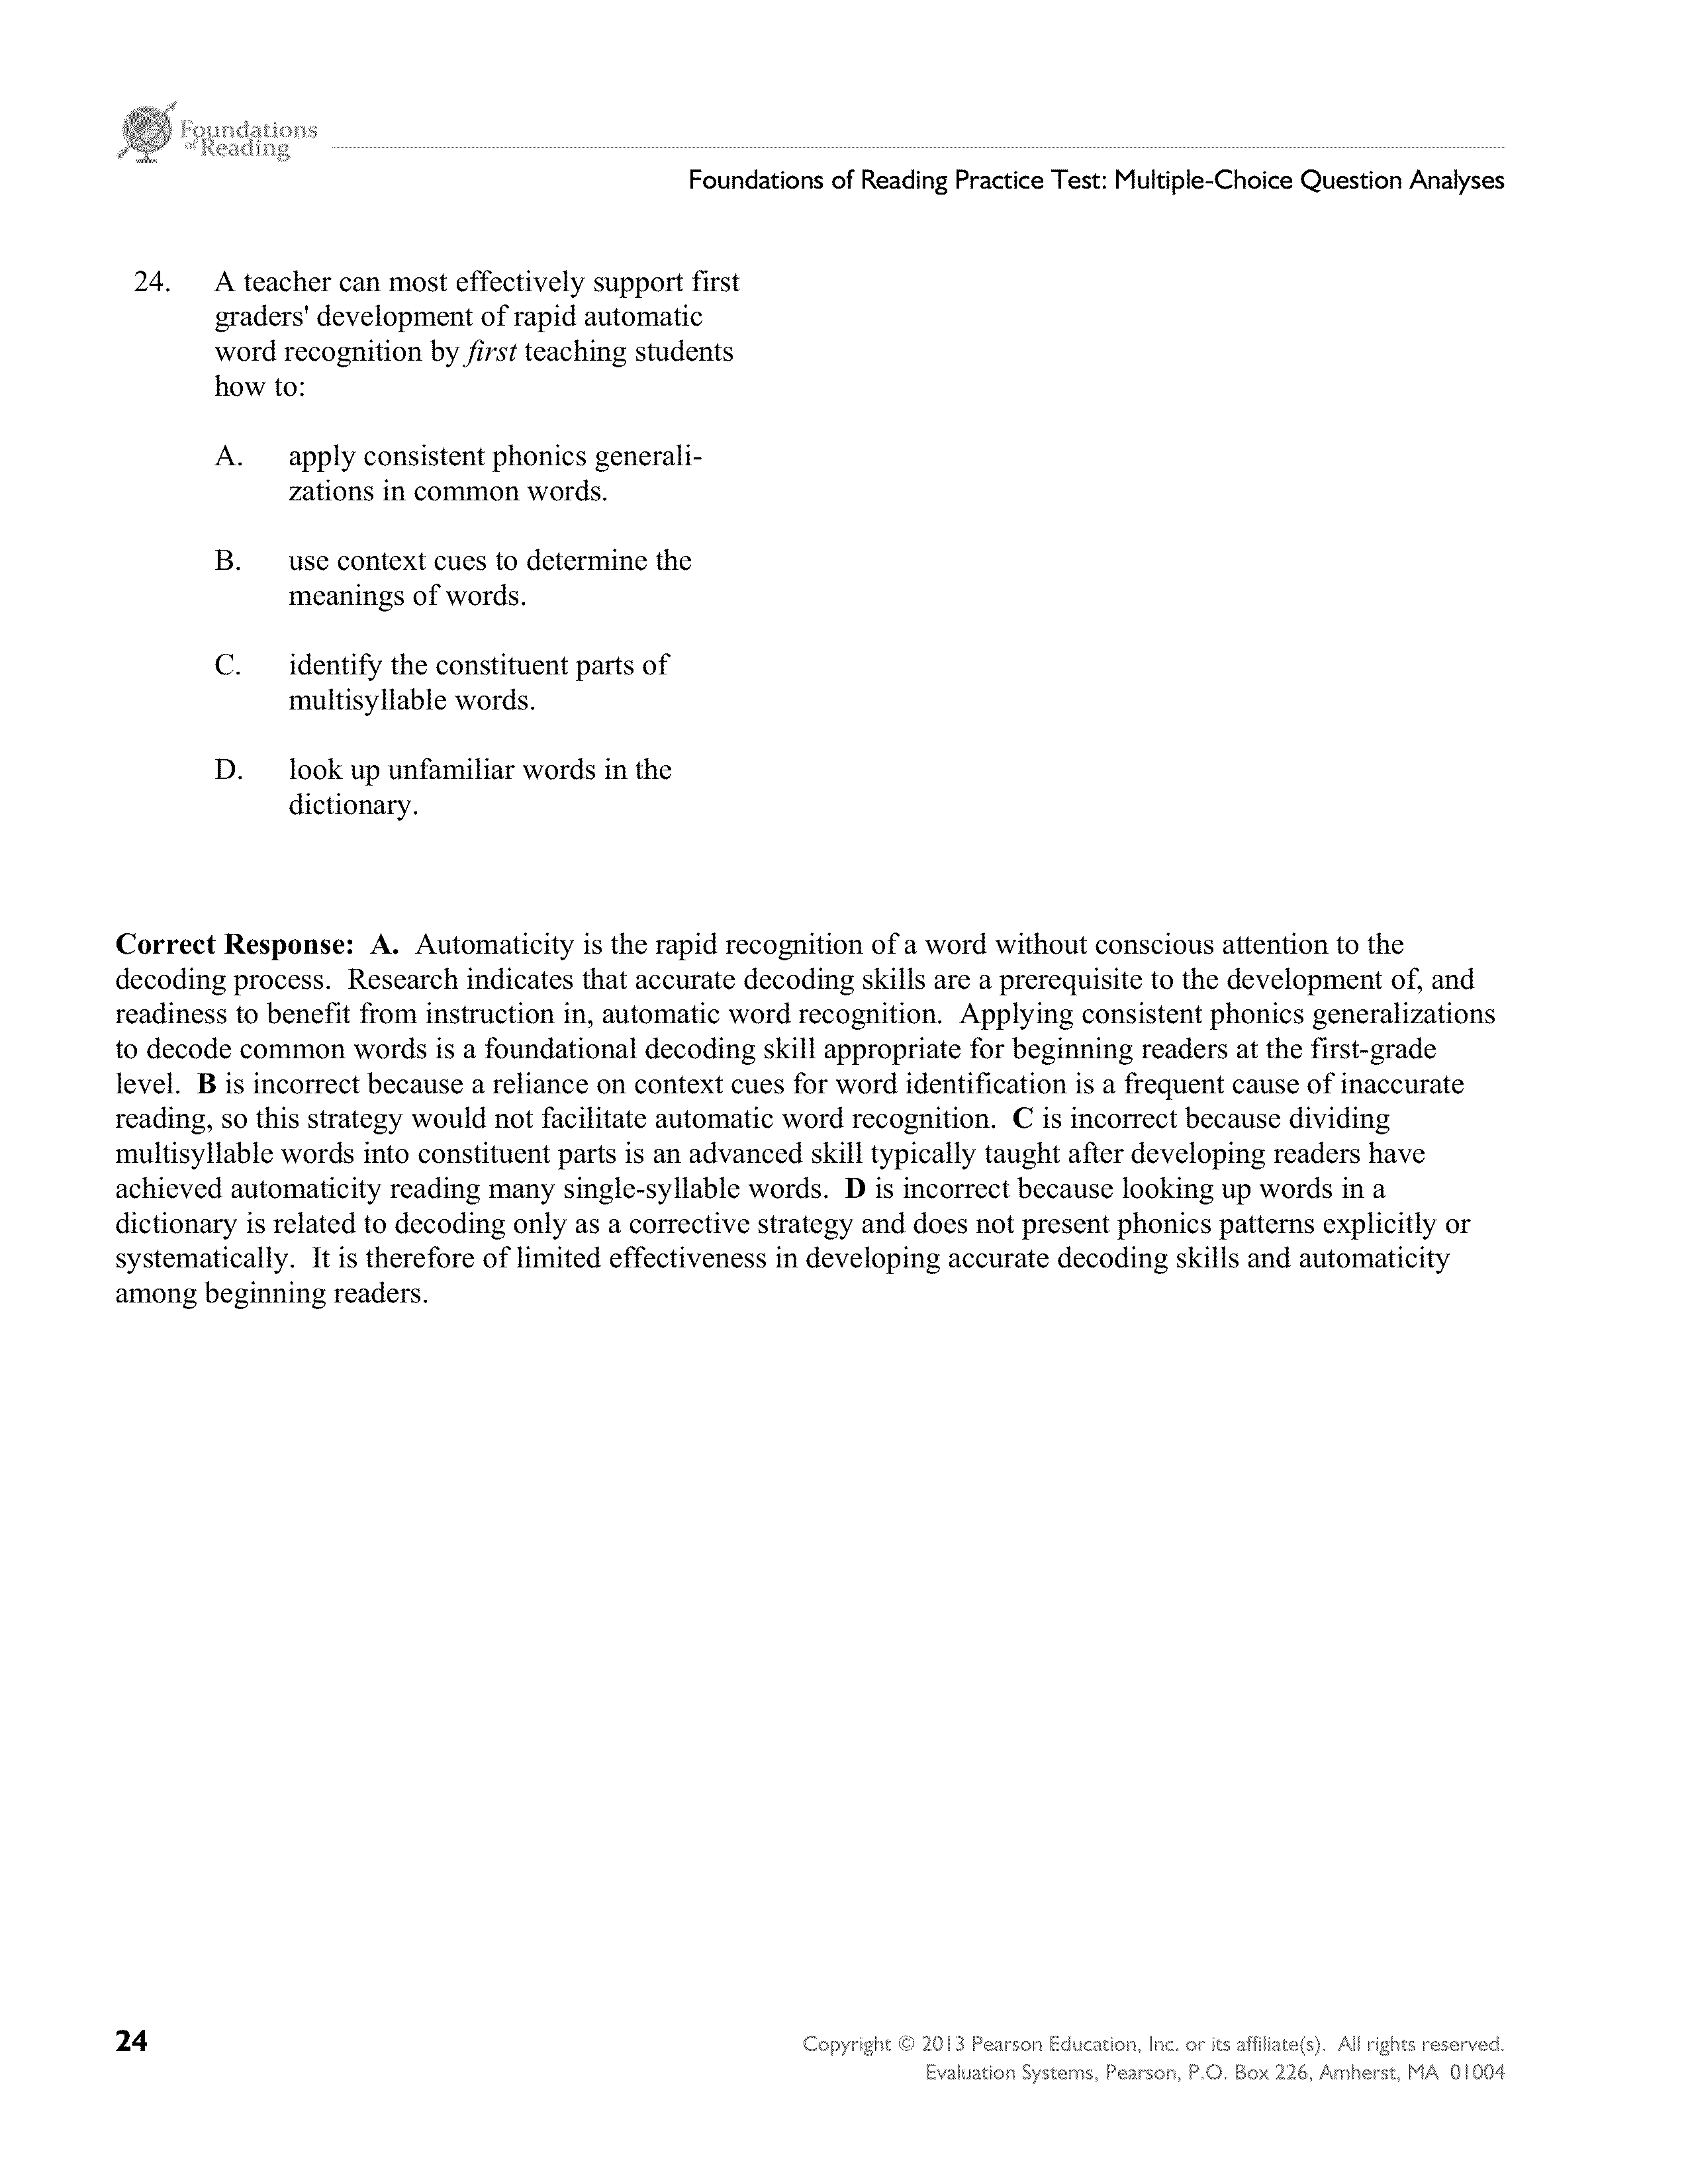 Foundations
of Reading
Foundations of Reading Practice Test: Multiple-Choice Question Analyses
24. A teacher can most effectively support first
graders' development of rapid automatic
word recognition by first teaching students
how to:
A. apply consistent phonics generali-
zations in common words.
B. use context cues to determine the
meanings of words.
C. identify the constituent parts of
multisyllable words.
D. look up unfamiliar words in the
dictionary.
Correct Response: A. Automaticity is the rapid recognition of a word without conscious attention to the
decoding process. Research indicates that accurate decoding skills are a prerequisite to the development of, and
readiness to benefit from instruction in, automatic word recognition. Applying consistent phonics generalizations
to decode common words is a foundational decoding skill appropriate for beginning readers at the first-grade
level. B is incorrect because a reliance on context cues for word identification is a frequent cause of inaccurate
reading, so this strategy would not facilitate automatic word recognition. C is incorrect because dividing
multisyllable words into constituent parts is an advanced skill typically taught after developing readers have
achieved automaticity reading many single-syllable words. D is incorrect because looking up words in a
dictionary is related to decoding only as a corrective strategy and does not present phonics patterns explicitly or
systematically. It is therefore of limited effectiveness in developing accurate decoding skills and automaticity
among beginning readers.
24
Copyright © 2013 Pearson Education, Inc. or its affiliate(s). All rights reserved.
Evaluation Systems, Pearson, P.O. Box 226, Amherst, MA 01004